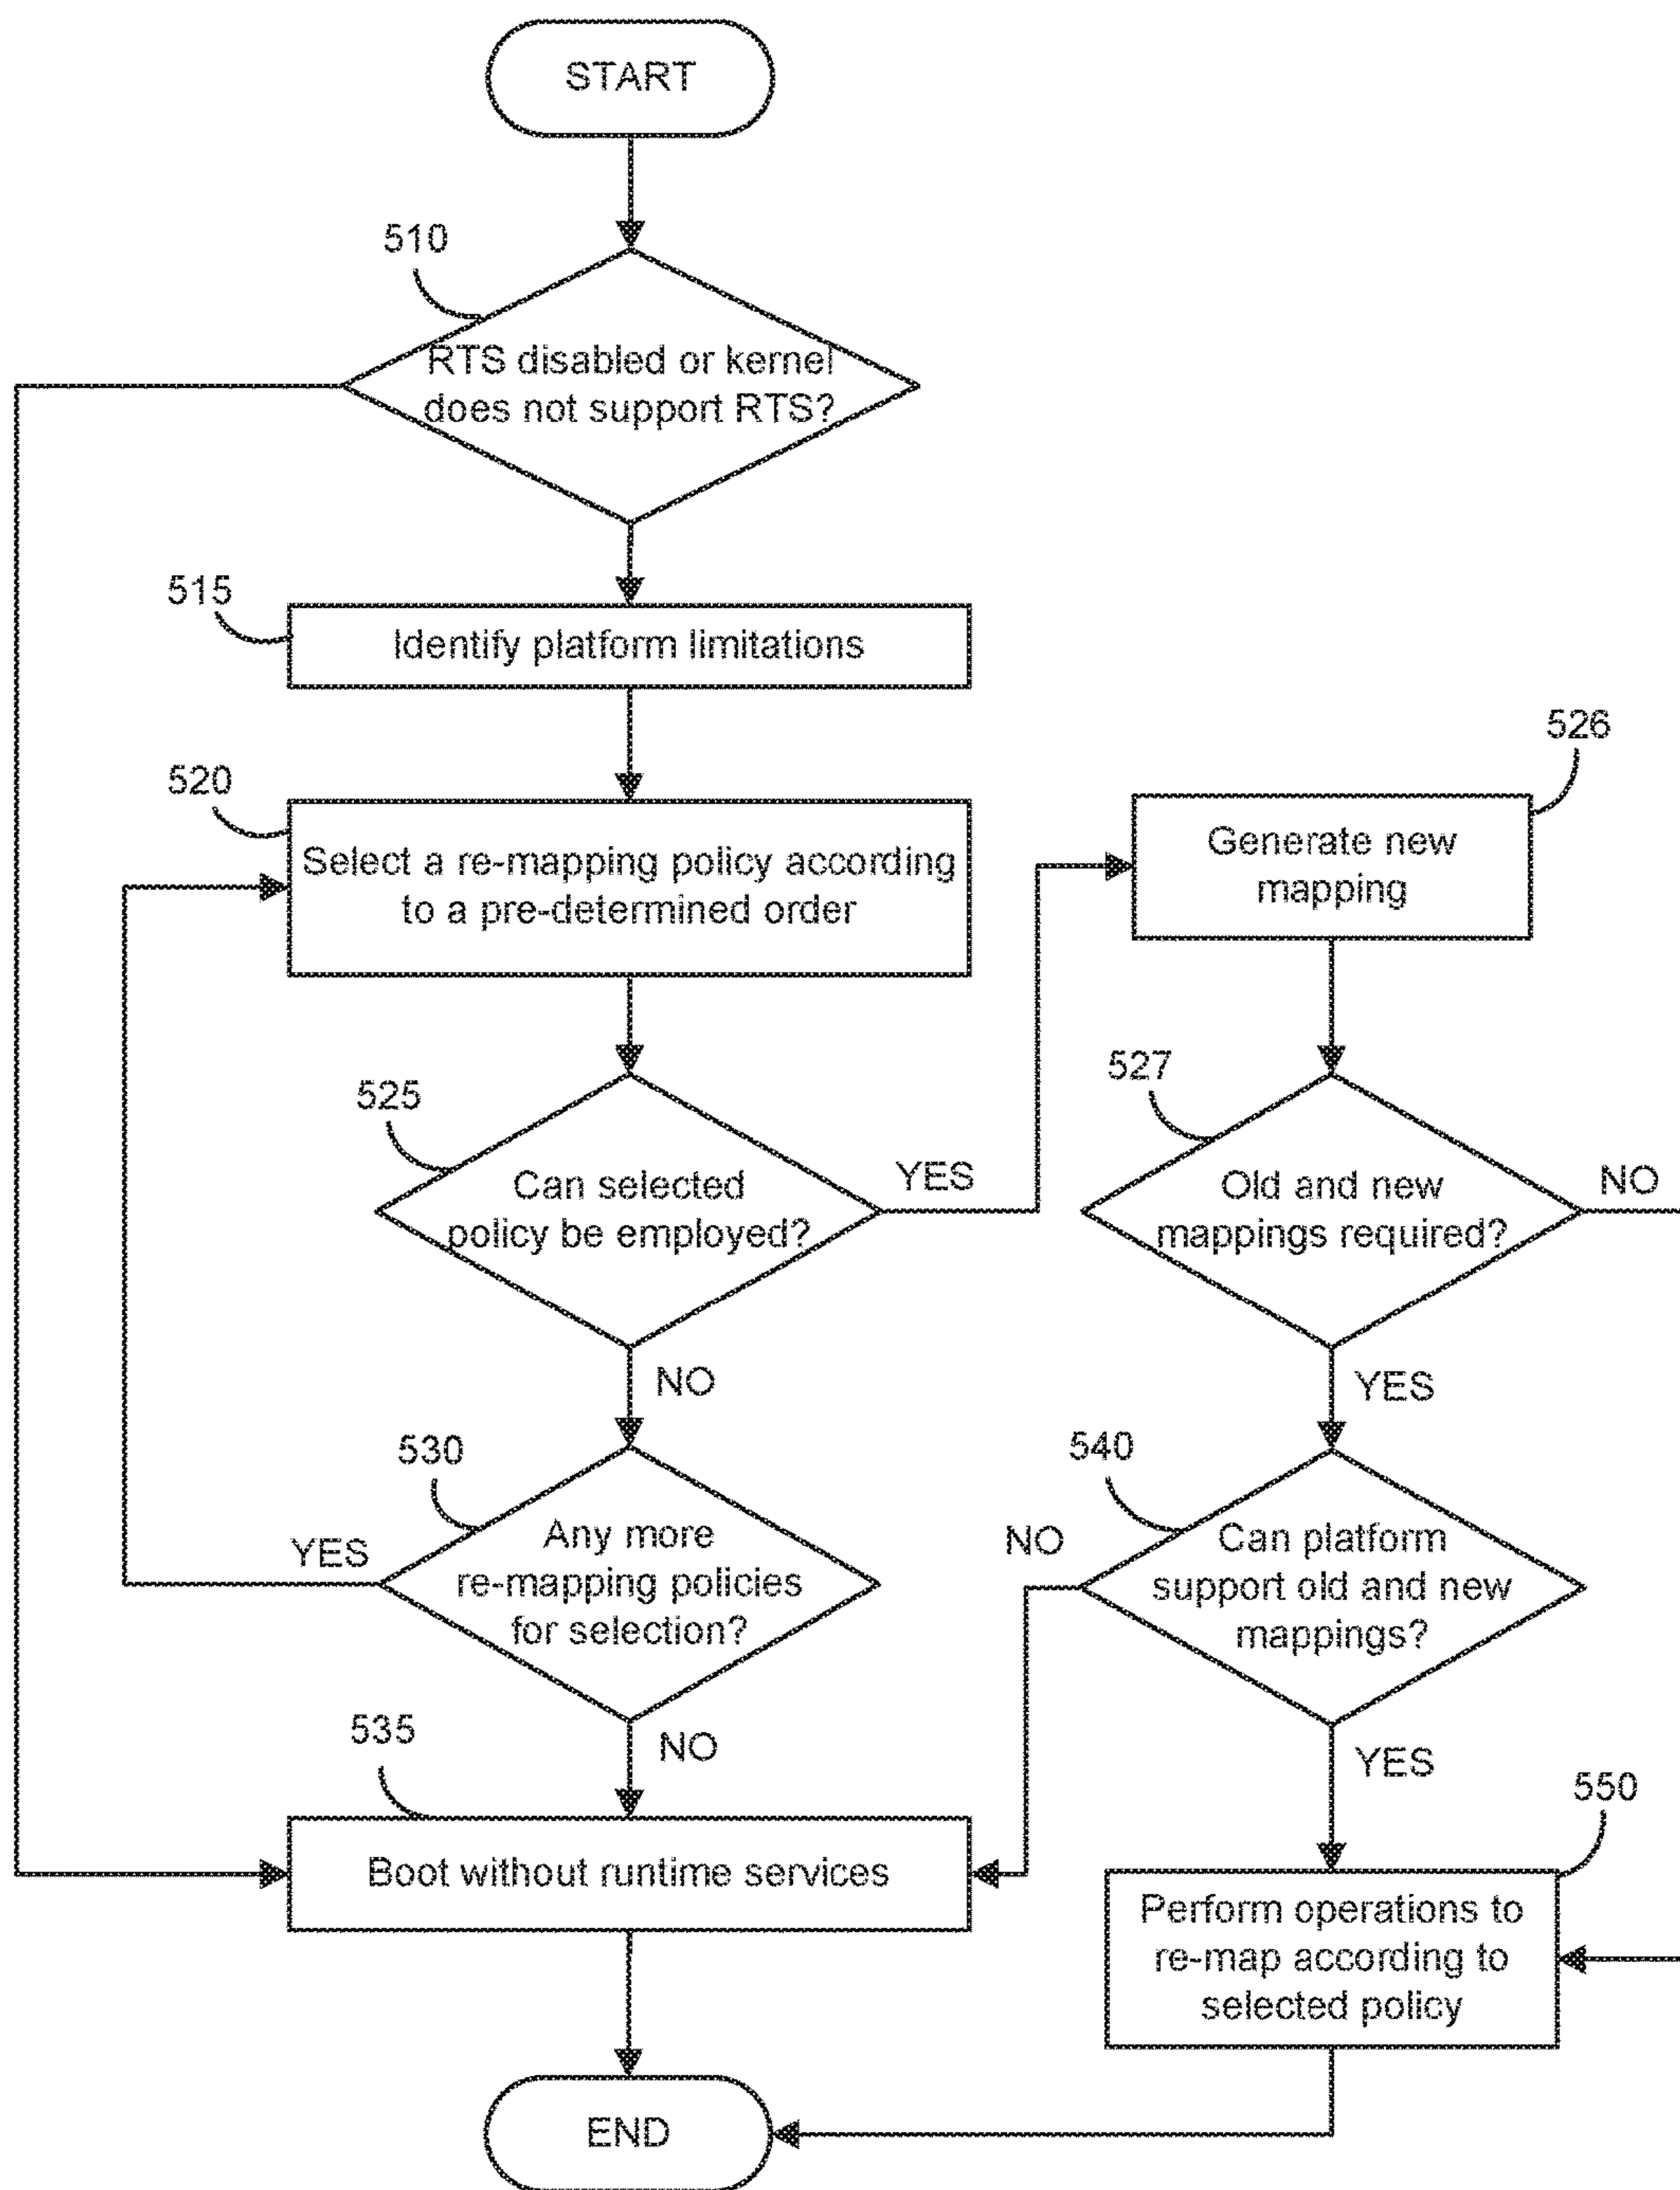 START
510
RTS disabled or kernel
does not support RTS?
515
Identify platform limitations
520
Select a re-mapping policy according
to a pre-determined order
526
Generate new
mapping
525
Can selected
policy be employed?
YES
527
Old and new
mappings required?
NO
NO
YES
530
Any more
re-mapping policies
for selection?
YES
540
Can platform
support old and new
mappings?
NO
NO
YES
535
Boot without runtime services
550
Perform operations to
re-map according to
selected policy
END